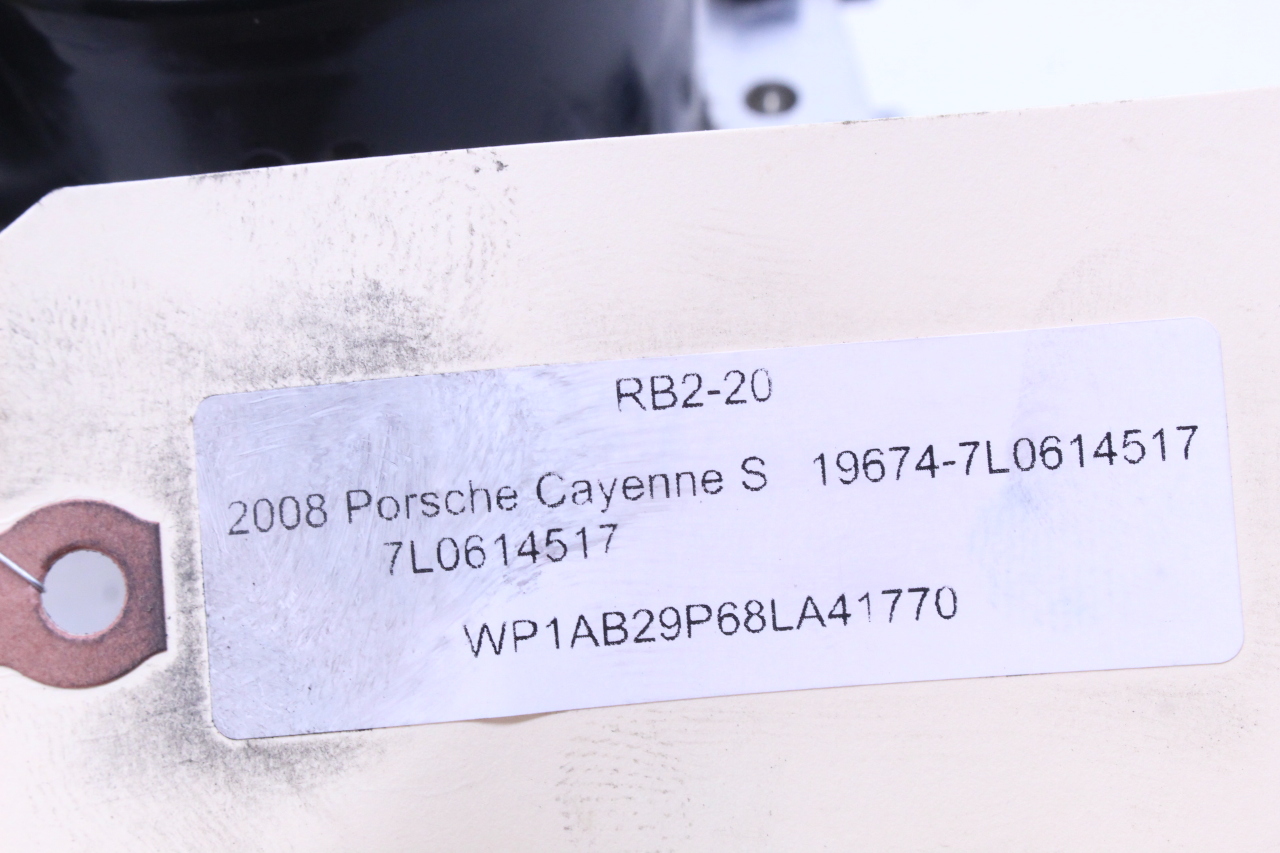 RB2-20
2008 Porsche Cayenne S 19674-7L0614517
7L0614517
WP1AB29P68LA41770